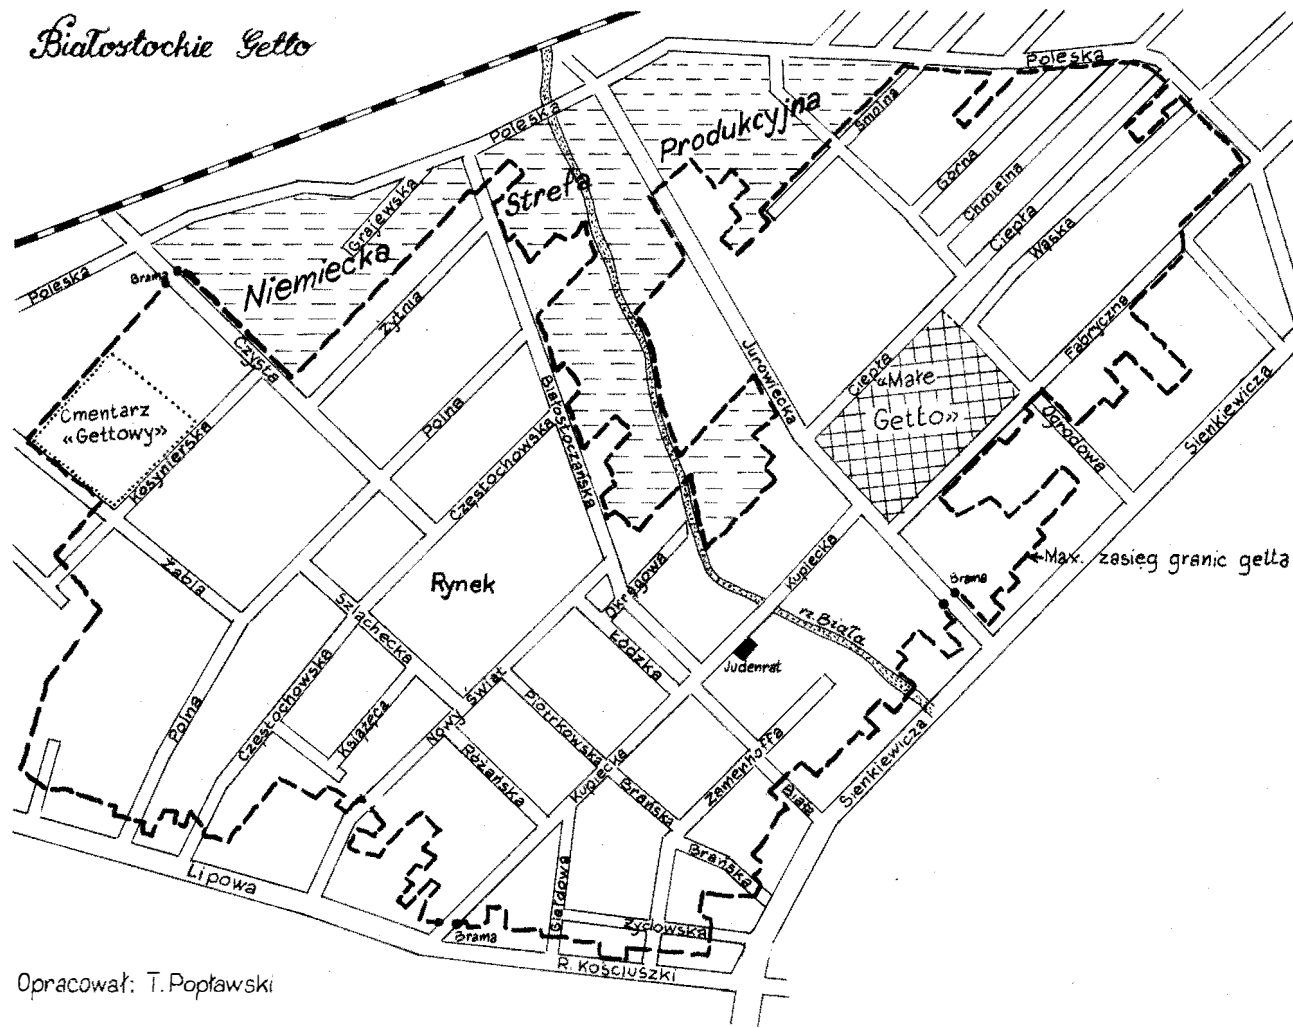 Białostockie Getto
Poleska
Poleska
Produkcyjna
Smolna
Górna
Chmielna
Ciepła
Wąska
Strefa
Grajewska
Niemiecka
Poleska
Brama
Żytnia
Czysta
Fabryczna
Jurowiecka
Ciepła
«Małe
Getto»
Ogrodowa
Sienkiewicza
Cmentarz
«Gettowy»
Kosynierska
Polna
Częstochowska
Białostoczańska
Max. zasięg granic getta
Żabia
Szlachecka
Rynek
Okrągowa
Kupiecka
Brama
rz. Biała
Łódzka
Judenrat
Polna
Częstochowska
Książęca
Nowy Świat
Piotrkowska
Różańska
Kupiecka
Brańska
Zamenhoffa
Biała
Sienkiewicza
Brańska
Lipowa
Giełdowa
Żydowska
Brama
R. Kościuszki
Opracował: T. Popławski